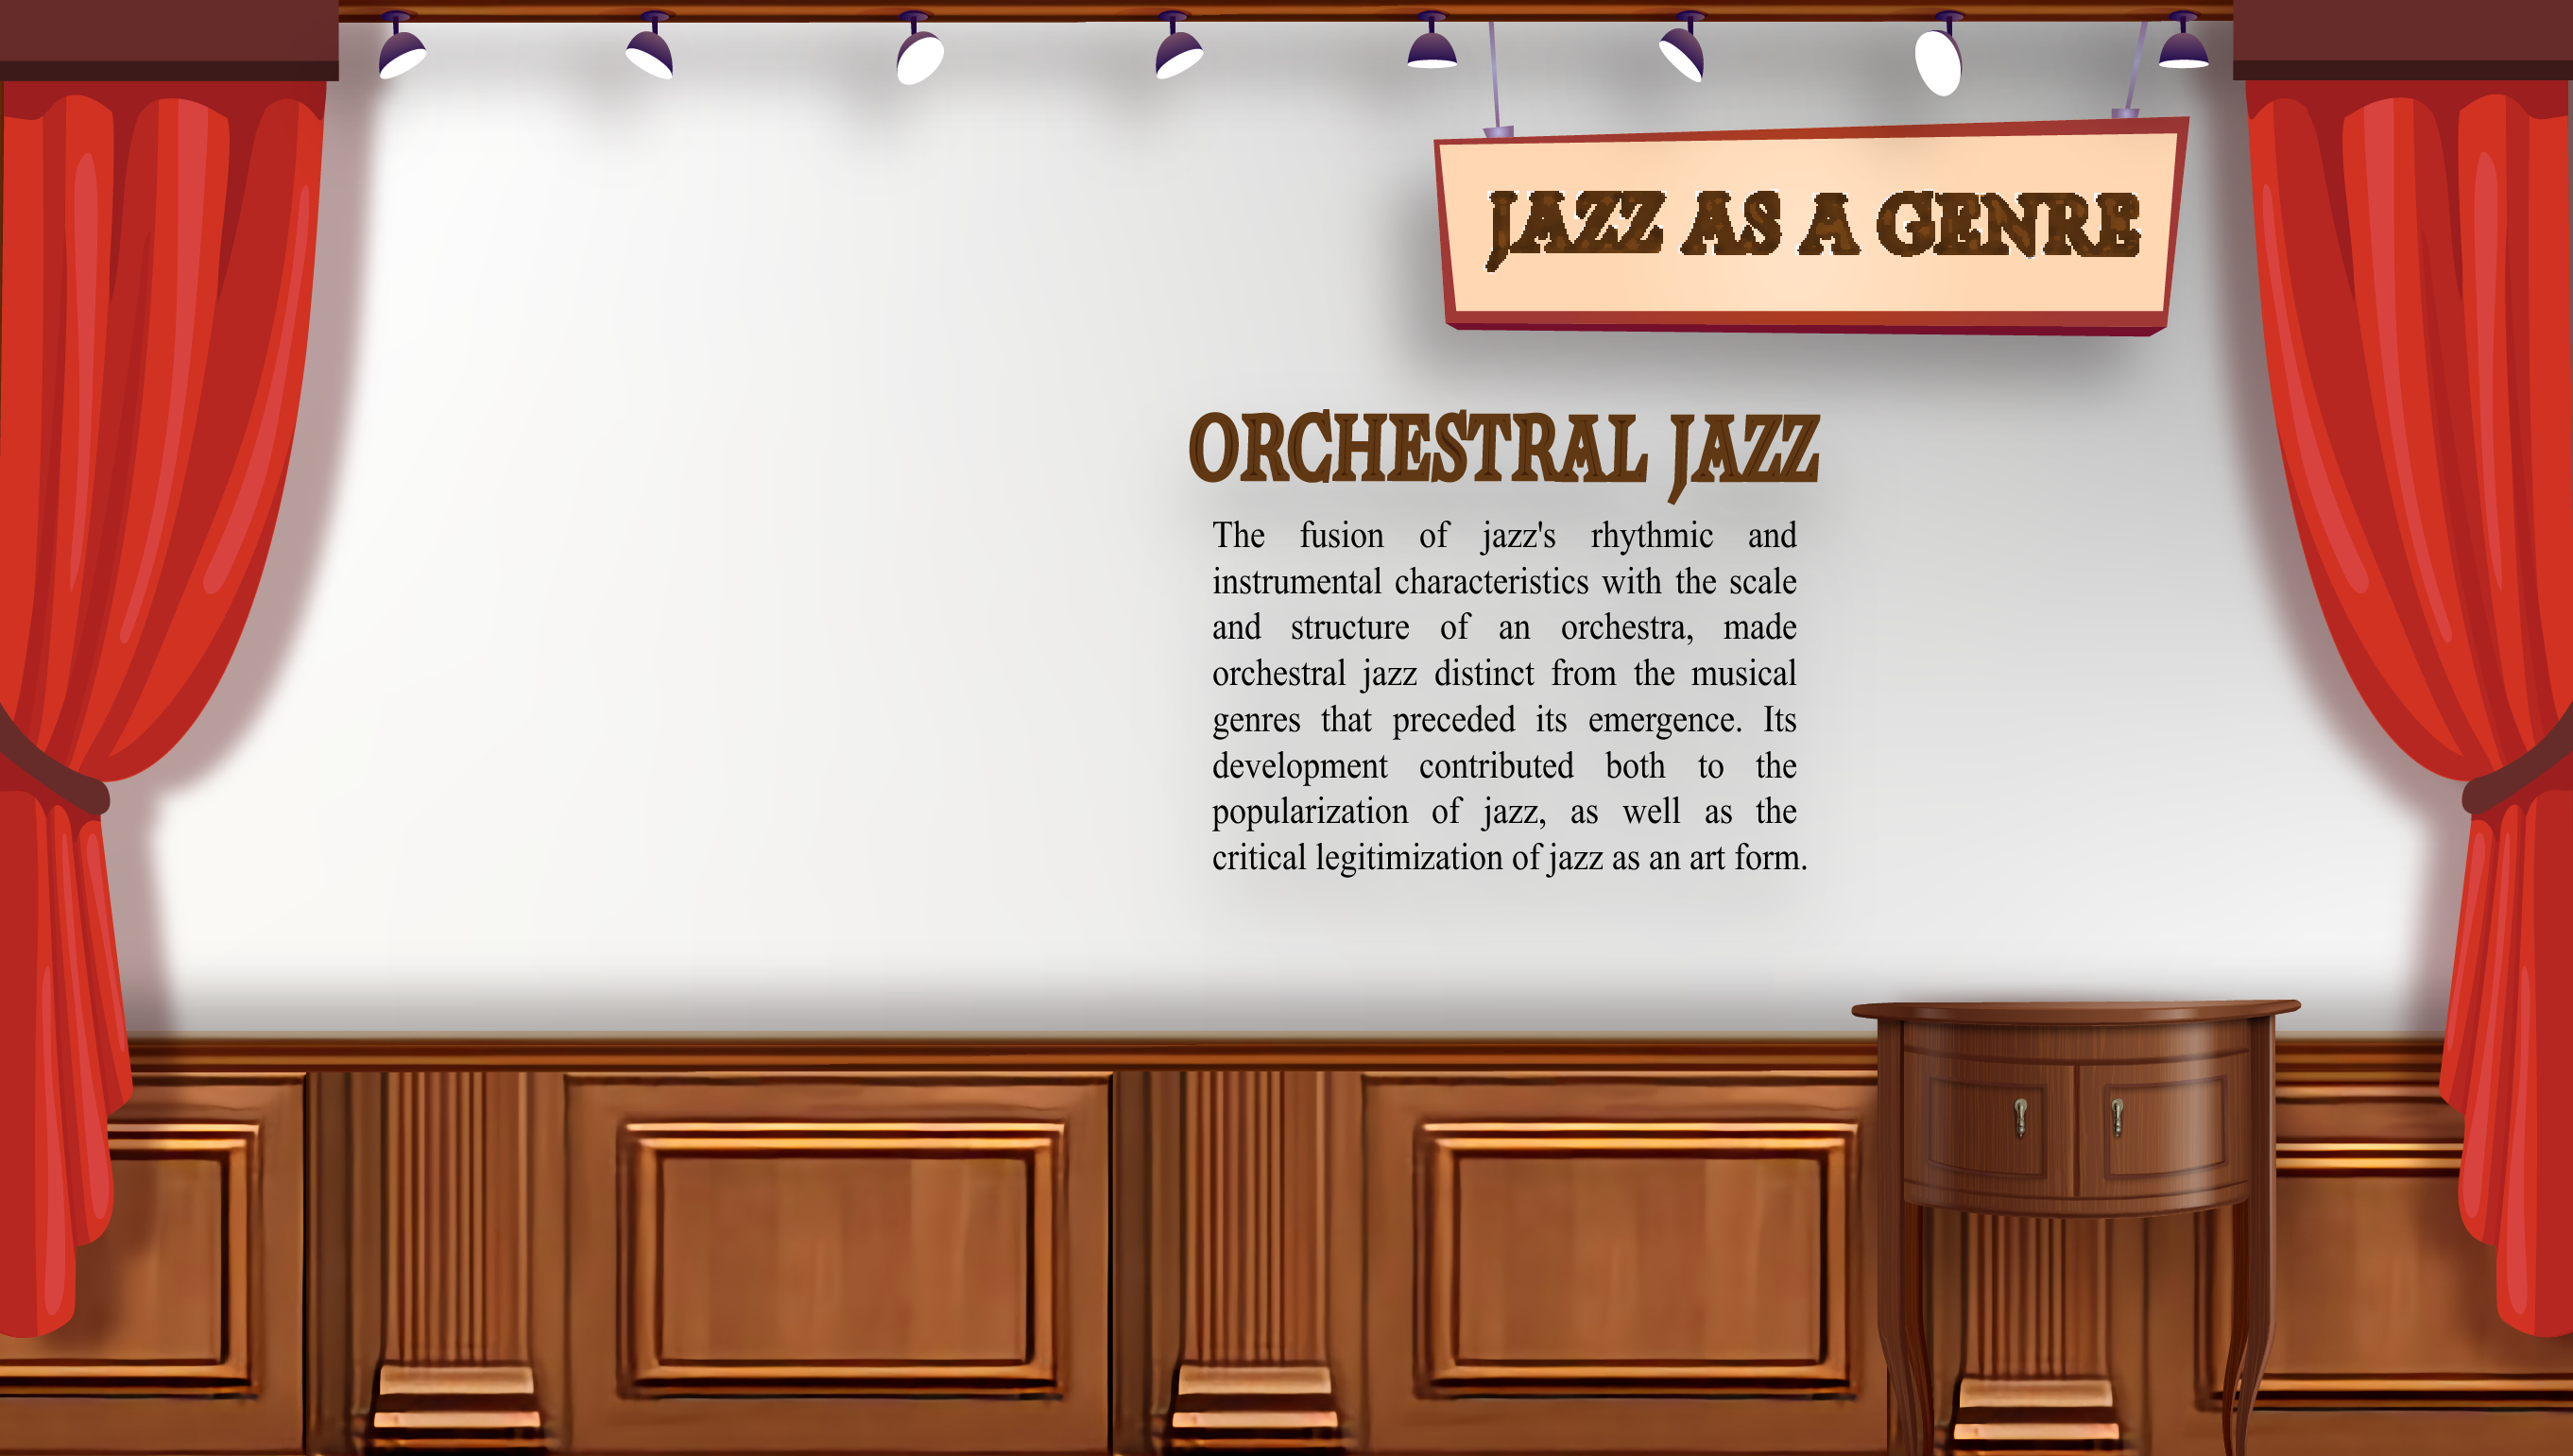 JAZZ AS A GENRE
ORCHESTRAL JAZZ
The fusion of jazz's rhythmic and
instrumental characteristics with the scale
and structure of an orchestra, made
orchestral jazz distinct from the musical
genres that preceded its emergence. Its
development contributed both to the
popularization of jazz, as well as the
critical legitimization of jazz as an art form.